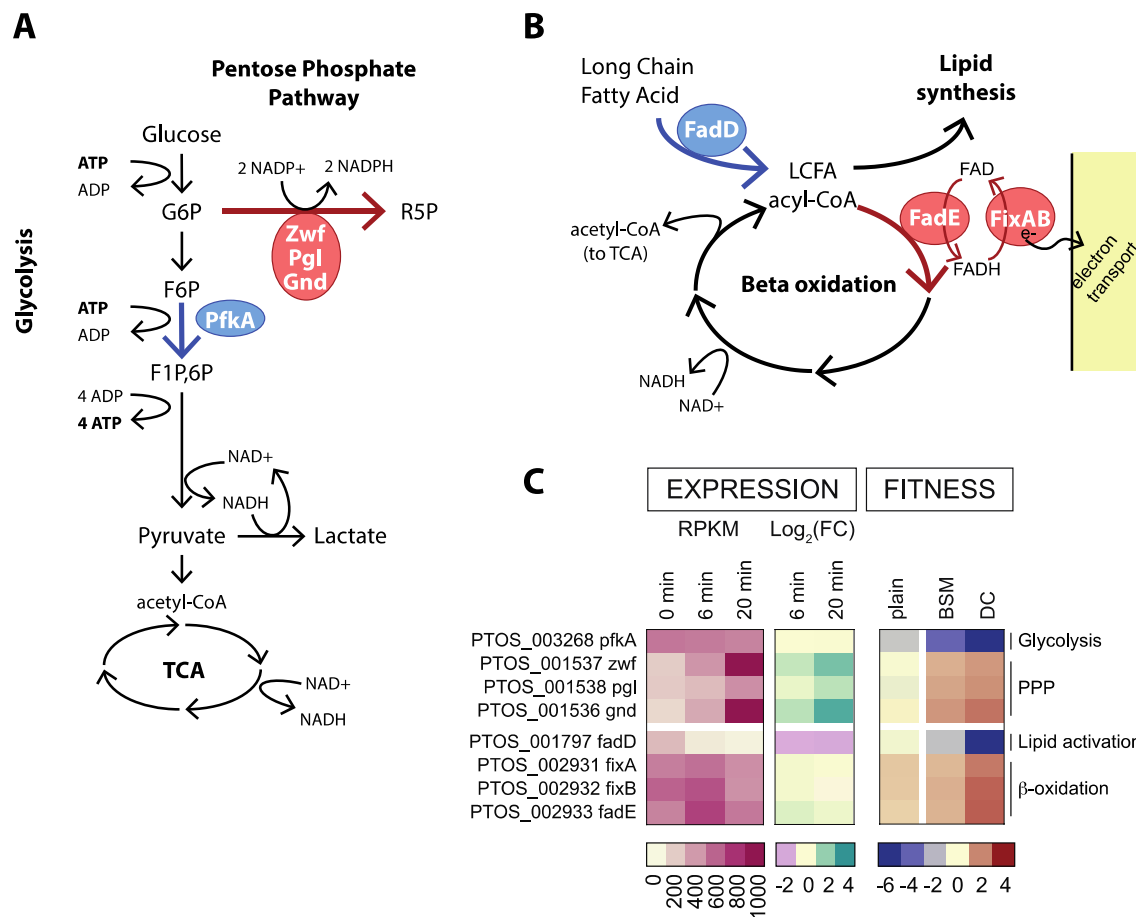 A
Pentose Phosphate
Pathway
Glucose
ATP
ADP
2 NADP+
2 NADPH
G6P
R5P
Zwf
Pgl
Gnd
Glycolysis
F6P
ATP
ADP
PfkA
F1P,6P
4 ADP
4 ATP
NAD+
NADH
Pyruvate
Lactate
acetyl-CoA
TCA
NAD+
NADH
B
Long Chain
Fatty Acid
Lipid
synthesis
FadD
LCFA
acyl-CoA
FAD
FadE
FixAB
e-
FADH
electron
transport
acetyl-CoA
(to TCA)
Beta oxidation
NADH
NAD+
C
EXPRESSION
FITNESS
RPKM
Log2(FC)
0 min
6 min
20 min
6 min
20 min
plain
BSM
DC
PTOS_003268 pfkA
Glycolysis
PTOS_001537 zwf
PTOS_001538 pgl
PPP
PTOS_001536 gnd
PTOS_001797 fadD
Lipid activation
PTOS_002931 fixA
PTOS_002932 fixB
β-oxidation
PTOS_002933 fadE
0
200
400
600
800
1000
-2 0 2 4
-6 -4 -2 0 2 4